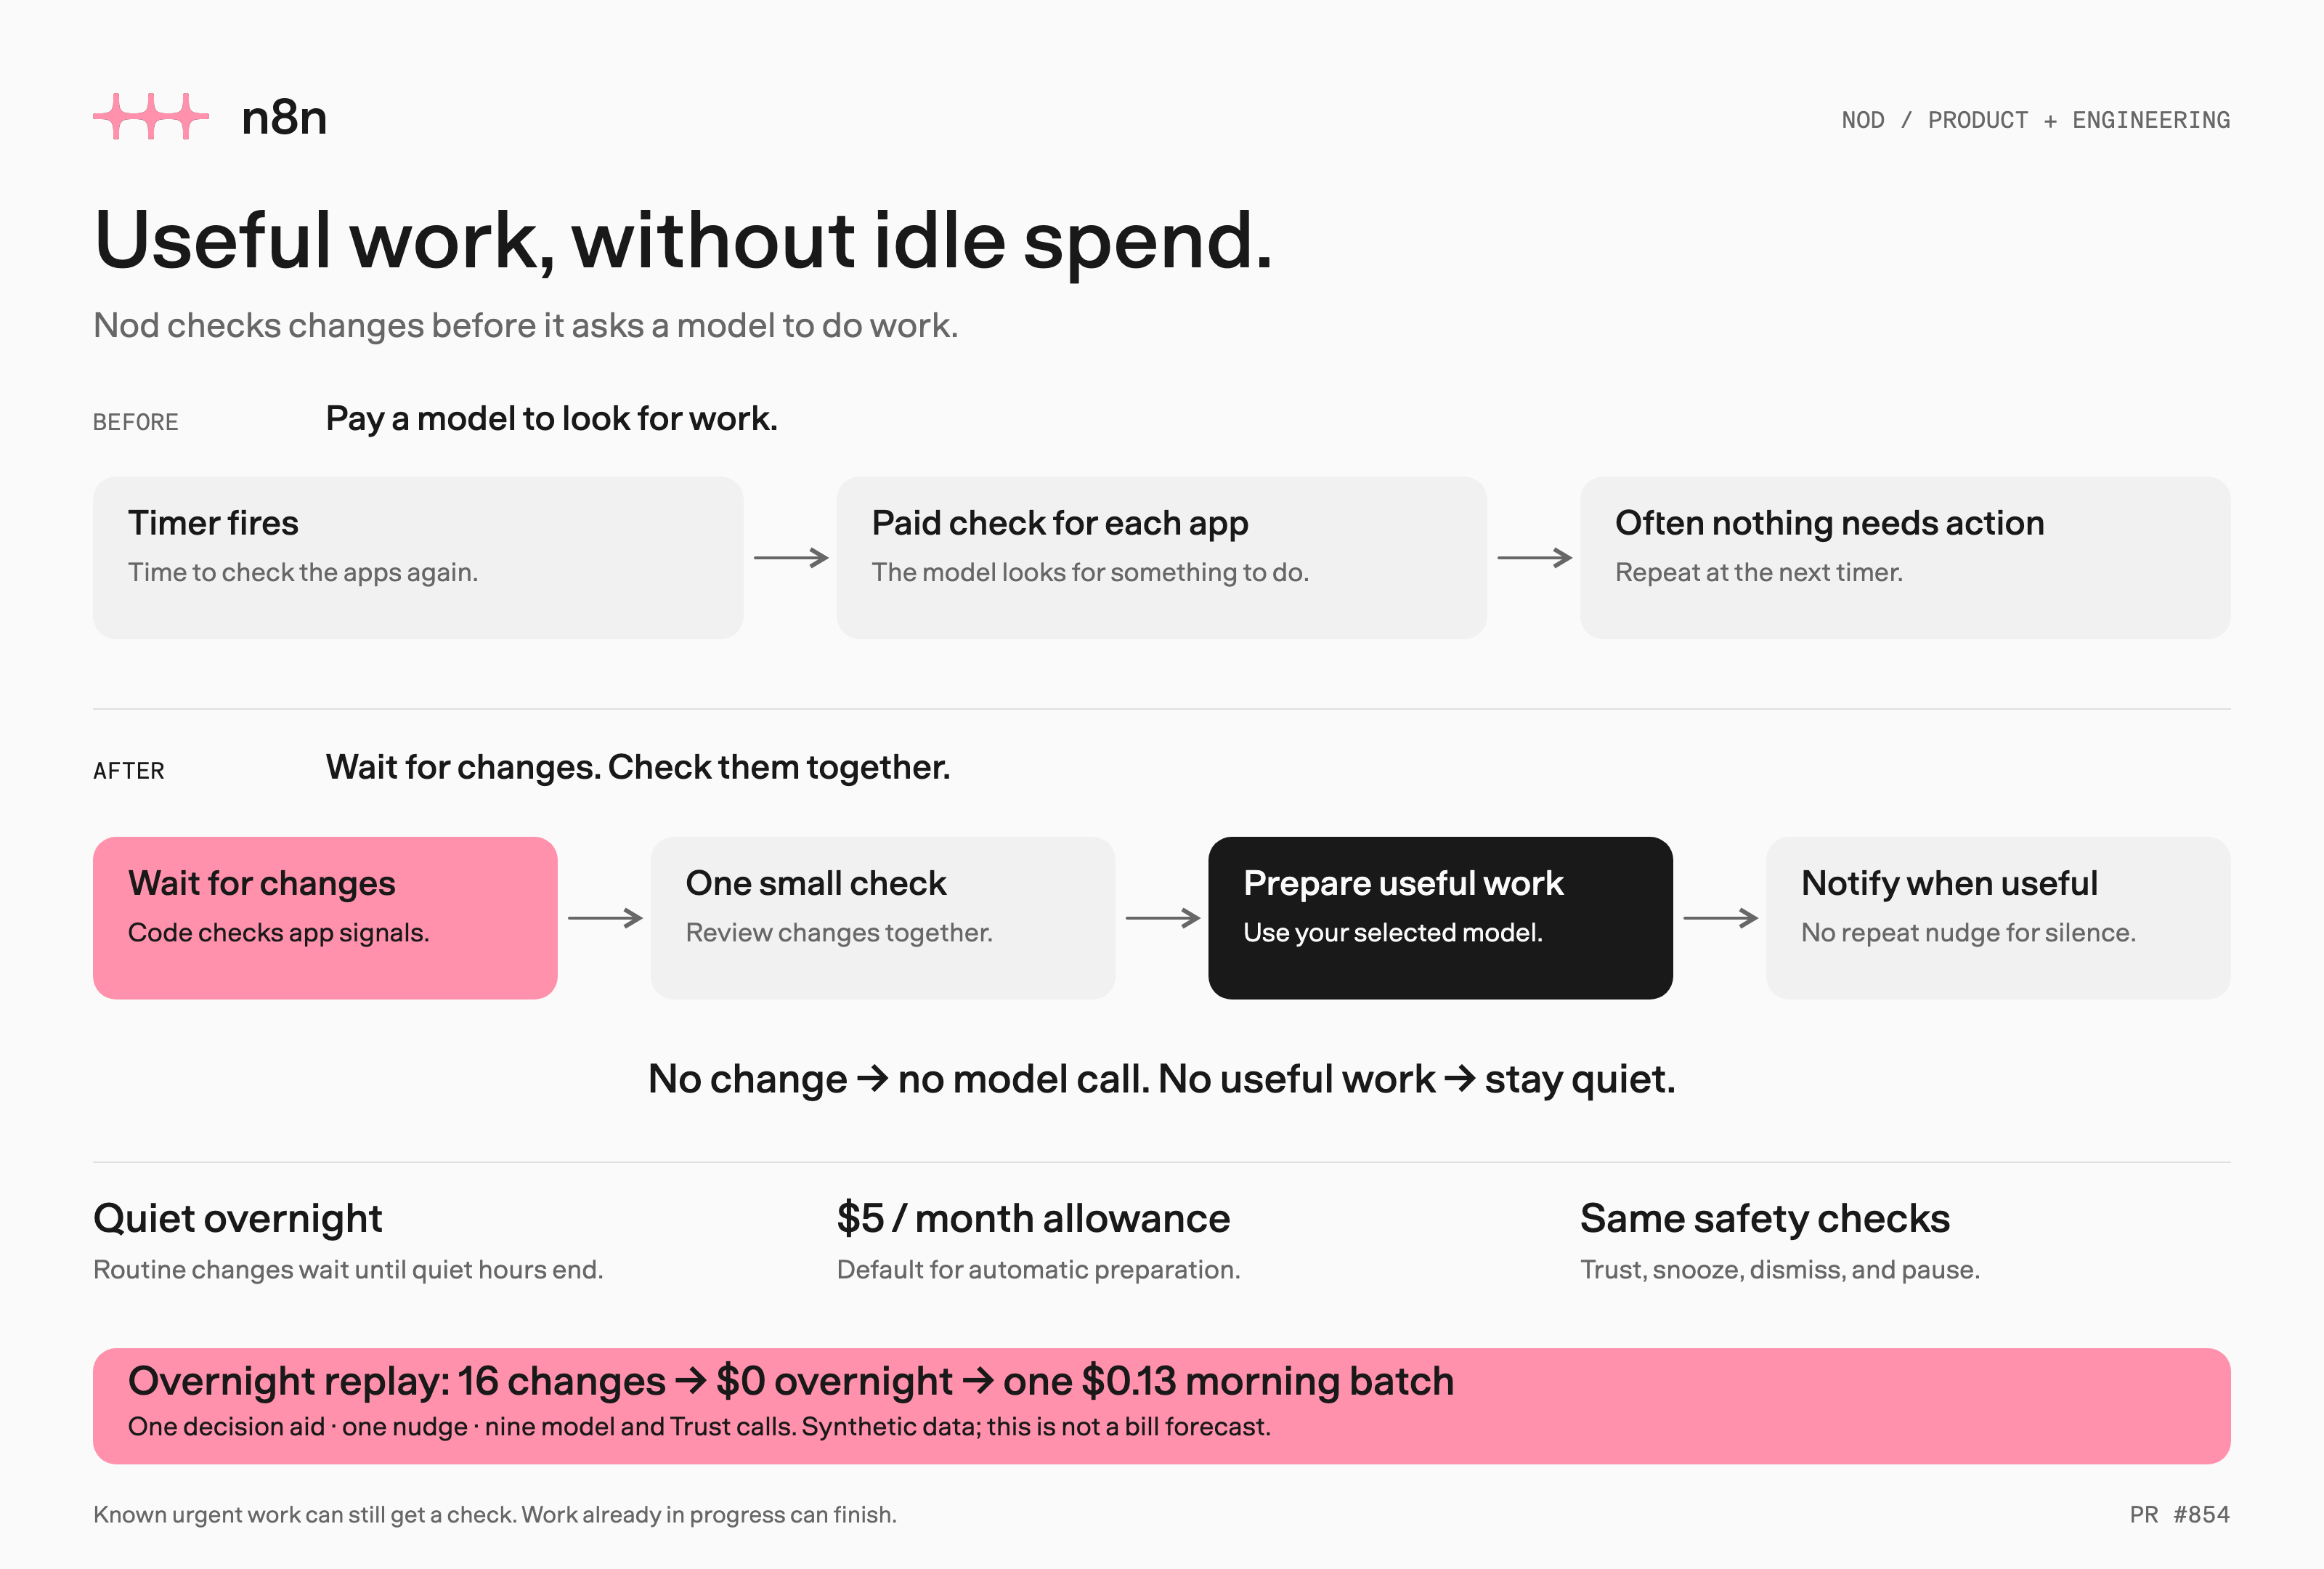 n8n
NOD / PRODUCT + ENGINEERING
Useful work, without idle spend.
Nod checks changes before it asks a model to do work.
BEFORE
Pay a model to look for work.
Timer fires
Time to check the apps again.
Paid check for each app
The model looks for something to do.
Often nothing needs action
Repeat at the next timer.
AFTER
Wait for changes. Check them together.
Wait for changes
Code checks app signals.
One small check
Review changes together.
Prepare useful work
Use your selected model.
Notify when useful
No repeat nudge for silence.
No change → no model call. No useful work → stay quiet.
Quiet overnight
Routine changes wait until quiet hours end.
$5 / month allowance
Default for automatic preparation.
Same safety checks
Trust, snooze, dismiss, and pause.
Overnight replay: 16 changes → $0 overnight → one $0.13 morning batch
One decision aid · one nudge · nine model and Trust calls. Synthetic data; this is not a bill forecast.
Known urgent work can still get a check. Work already in progress can finish.
PR #854